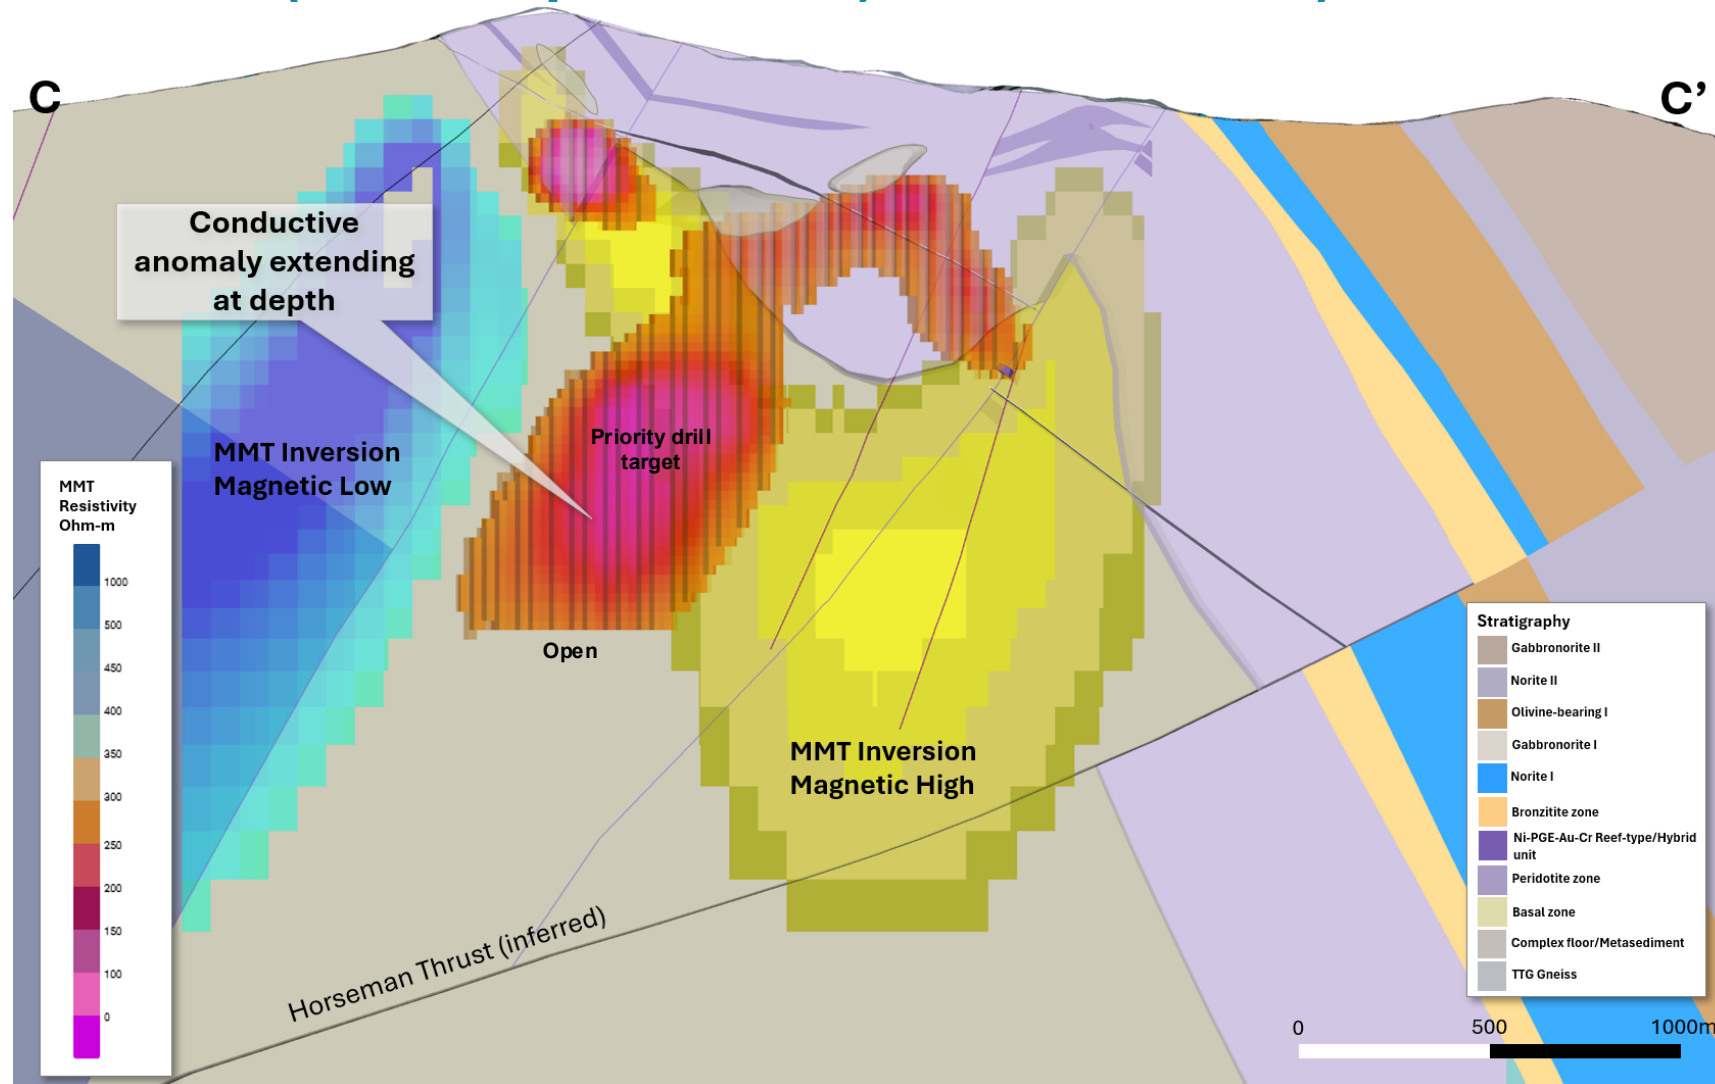 C
C’
Conductive
anomaly extending
at depth
MMT Inversion
Magnetic Low
Priority drill
target
Open
MMT Inversion
Magnetic High
Horseman Thrust (inferred)
MMT
Resistivity
Ohm-m
1000
500
450
400
350
300
250
200
150
100
0
Stratigraphy
Gabbronorite II
Norite II
Olivine-bearing I
Gabbronorite I
Norite I
Bronzitite zone
Ni-PGE-Au-Cr Reef-type/Hybrid
unit
Peridotite zone
Basal zone
Complex floor/Metasediment
TTG Gneiss
0 500 1000m